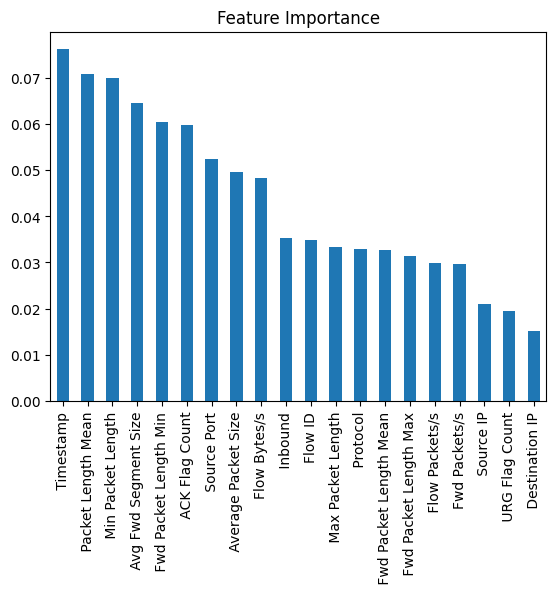 Feature Importance
0.07
0.06
0.05
0.04
0.03
0.02
0.01
0.00
Timestamp
Packet Length Mean
Min Packet Length
Avg Fwd Segment Size
Fwd Packet Length Min
ACK Flag Count
Source Port
Average Packet Size
Flow Bytes/s
Inbound
Flow ID
Max Packet Length
Protocol
Fwd Packet Length Mean
Fwd Packet Length Max
Flow Packets/s
Fwd Packets/s
Source IP
URG Flag Count
Destination IP